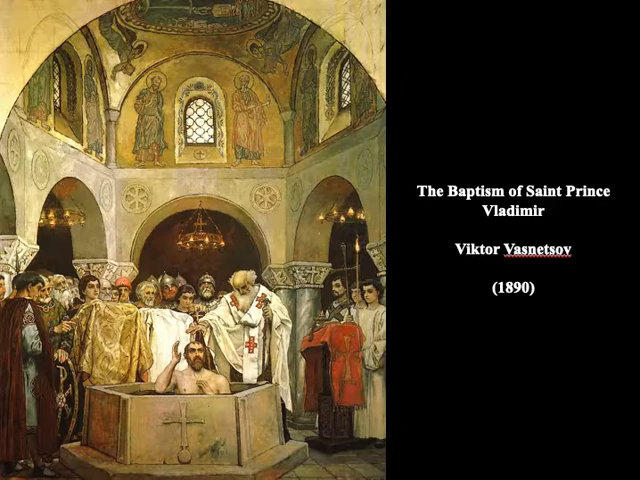 The Baptism of Saint Prince
Vladimir
Viktor Vasnetsov
(1890)